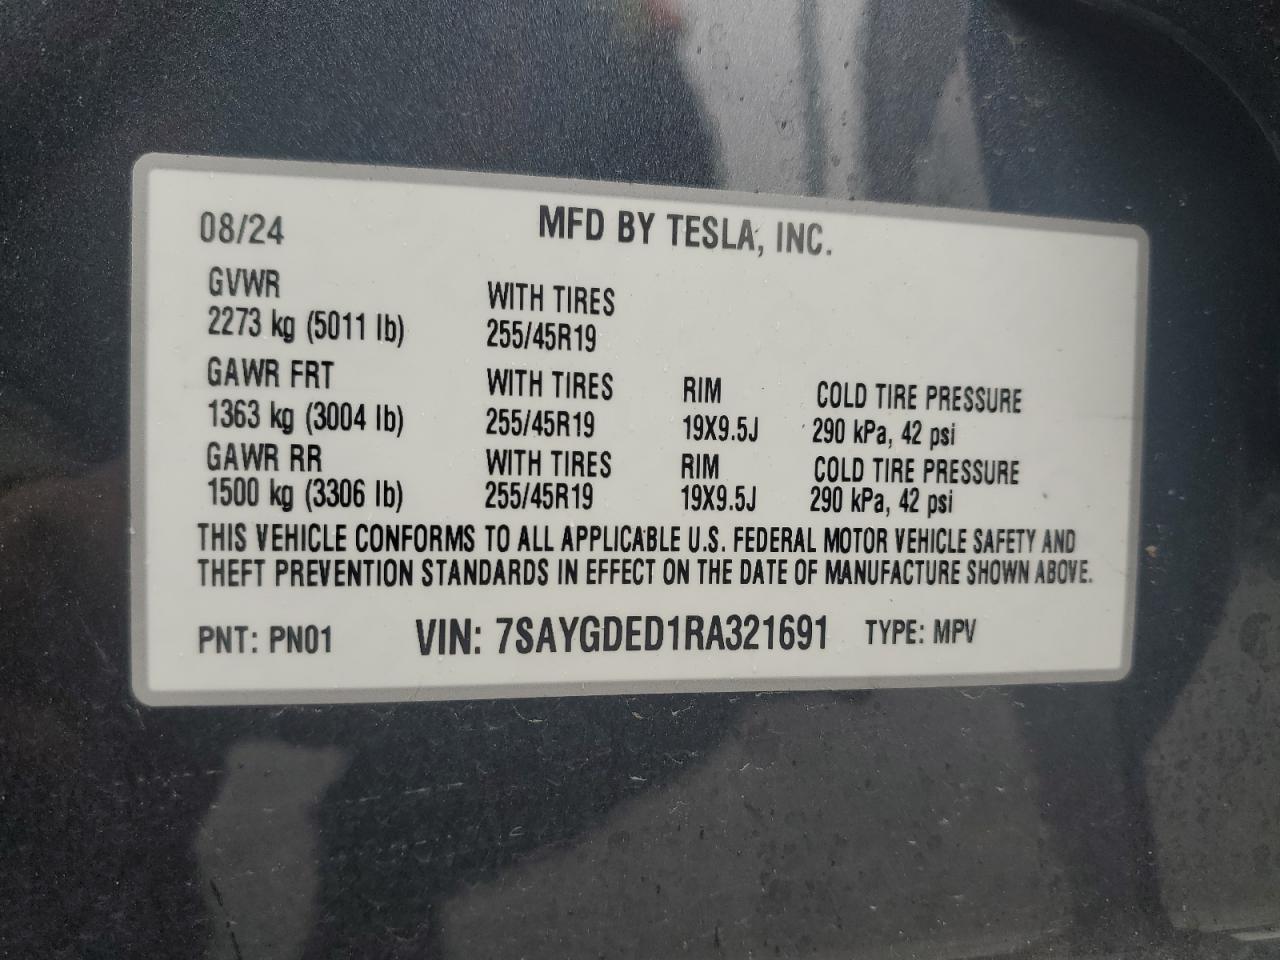 08/24 MFD BY TESLA, INC.
GVWR WITH TIRES
2273 kg (5011 lb) 255/45R19
GAWR FRT WITH TIRES RIM COLD TIRE PRESSURE
1363 kg (3004 lb) 255/45R19 19X9.5J 290 kPa, 42 psi
GAWR RR WITH TIRES RIM COLD TIRE PRESSURE
1500 kg (3306 lb) 255/45R19 19X9.5J 290 kPa, 42 psi
THIS VEHICLE CONFORMS TO ALL APPLICABLE U.S. FEDERAL MOTOR VEHICLE SAFETY AND
THEFT PREVENTION STANDARDS IN EFFECT ON THE DATE OF MANUFACTURE SHOWN ABOVE.
PNT: PN01 VIN: 7SAYGDED1RA321691 TYPE: MPV